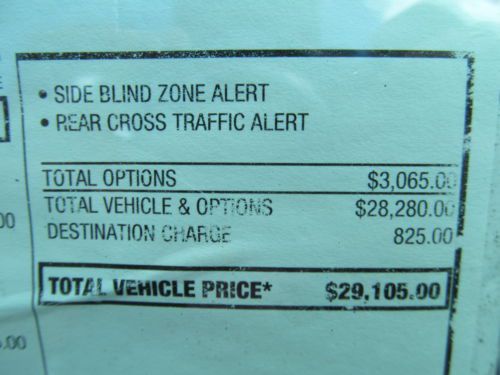 • SIDE BLIND ZONE ALERT
• REAR CROSS TRAFFIC ALERT
TOTAL OPTIONS $3,065.00
TOTAL VEHICLE & OPTIONS $28,280.00
DESTINATION CHARGE 825.00
TOTAL VEHICLE PRICE* $29,105.00